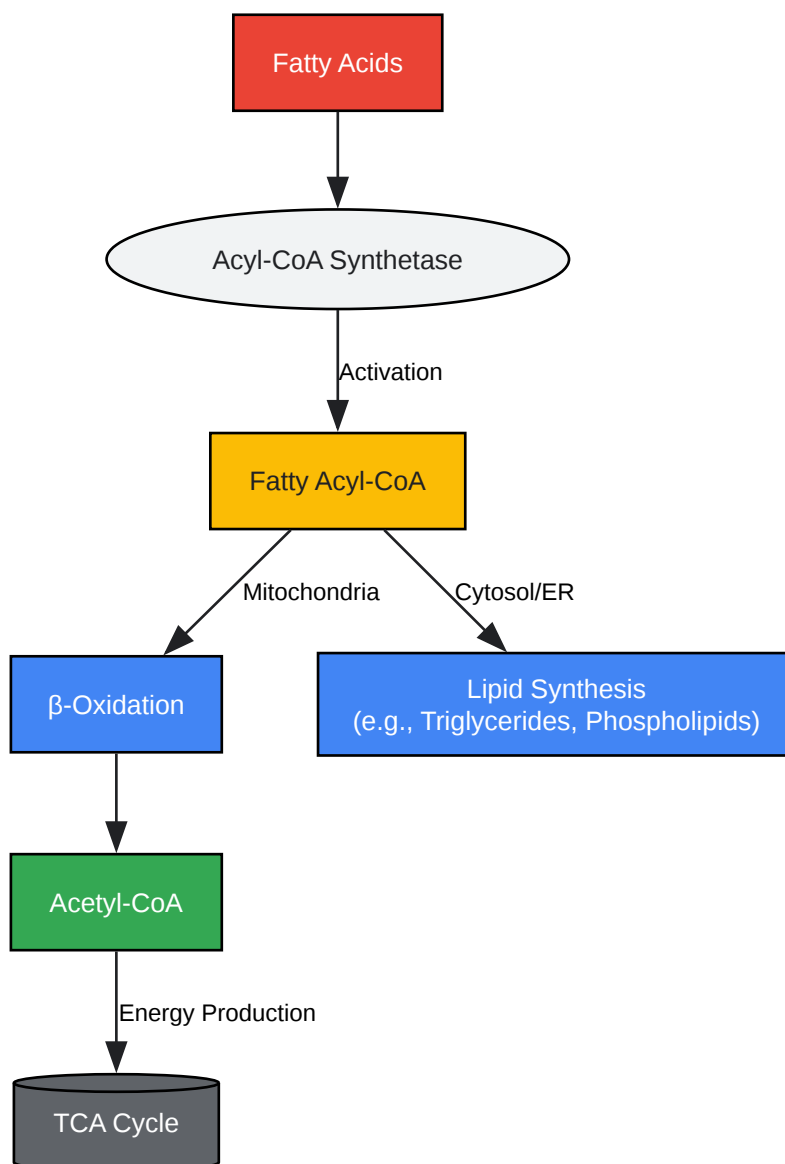 Fatty Acids
Acyl-CoA Synthetase
Activation
Fatty Acyl-CoA
Mitochondria
Cytosol/ER
β-Oxidation
Lipid Synthesis
(e.g., Triglycerides, Phospholipids)
Acetyl-CoA
Energy Production
TCA Cycle